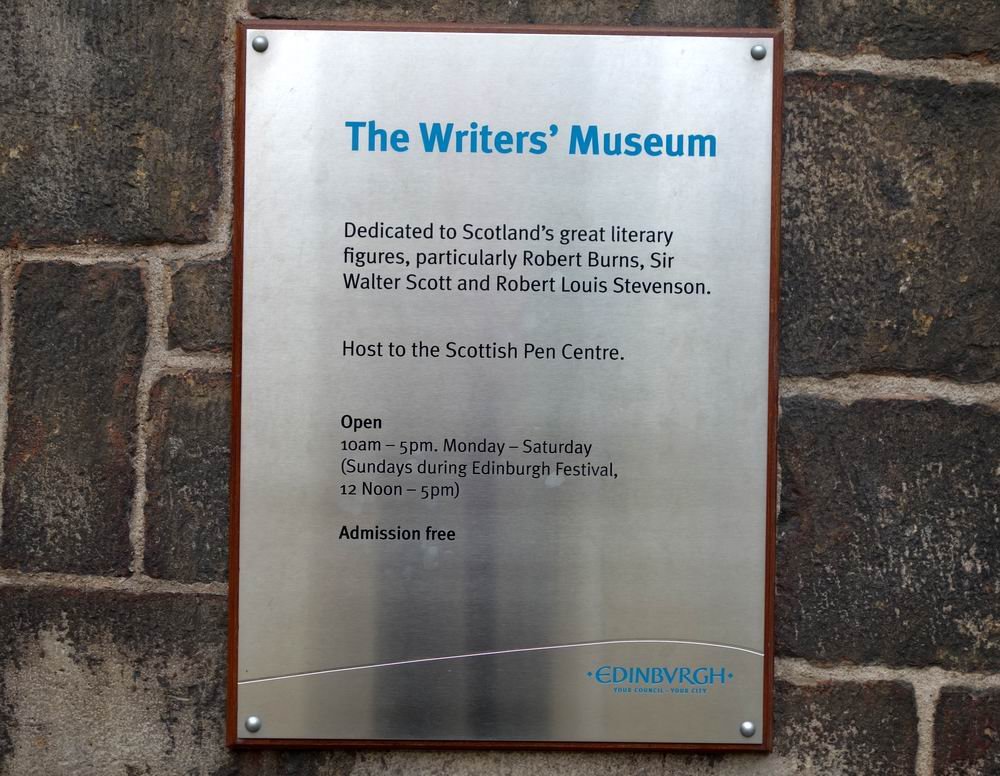 The Writers’ Museum
Dedicated to Scotland’s great literary
figures, particularly Robert Burns, Sir
Walter Scott and Robert Louis Stevenson.
Host to the Scottish Pen Centre.
Open
10am – 5pm. Monday – Saturday
(Sundays during Edinburgh Festival,
12 Noon – 5pm)
Admission free
·EDINBVRGH·
YOUR COUNCIL – YOUR CITY